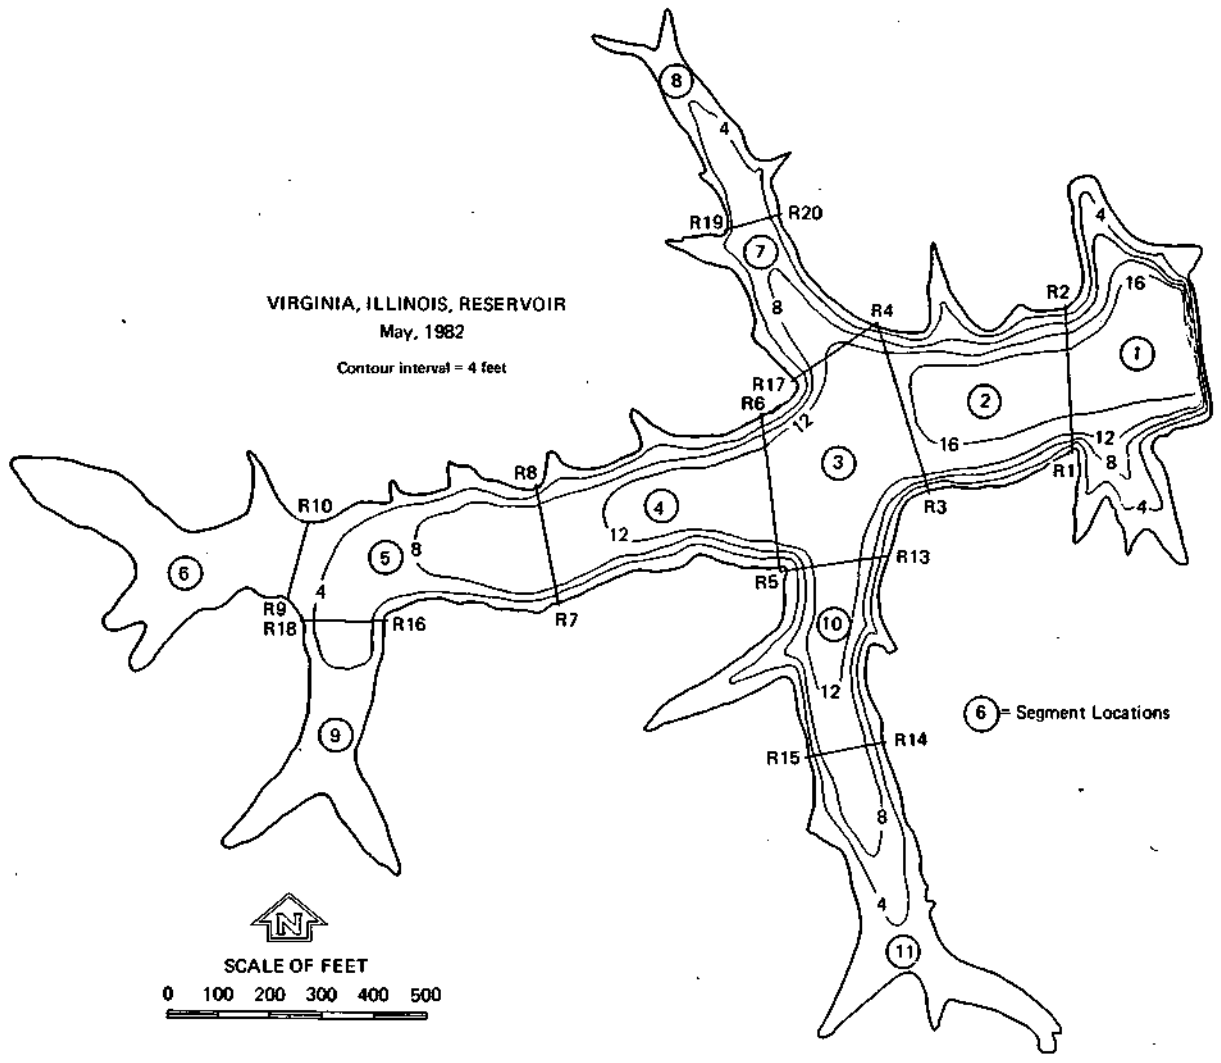 8
4
R19
R20
7
4
VIRGINIA, ILLINOIS, RESERVOIR
May, 1982
Contour interval = 4 feet
8
R4
R2
16
1
R17
2
R6
12
16
12
R1
8
4
3
R3
R8
4
12
R10
5
8
6
4
R9
R18
R16
R7
R5
R13
10
12
6 = Segment Locations
9
R15
R14
8
4
11
N
SCALE OF FEET
0 100 200 300 400 500